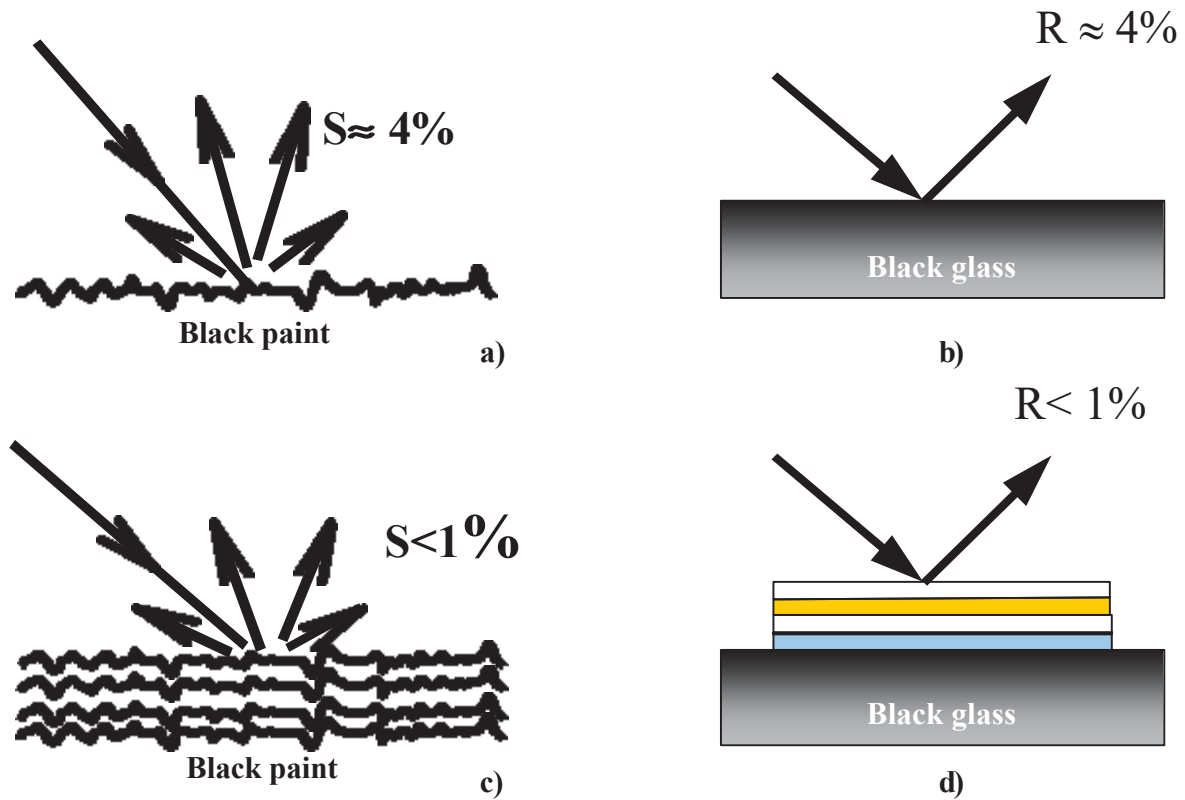 R ≈ 4%
S≈ 4%
Black glass
Black paint
a)
b)
R< 1%
S<1%
Black glass
Black paint
c)
d)